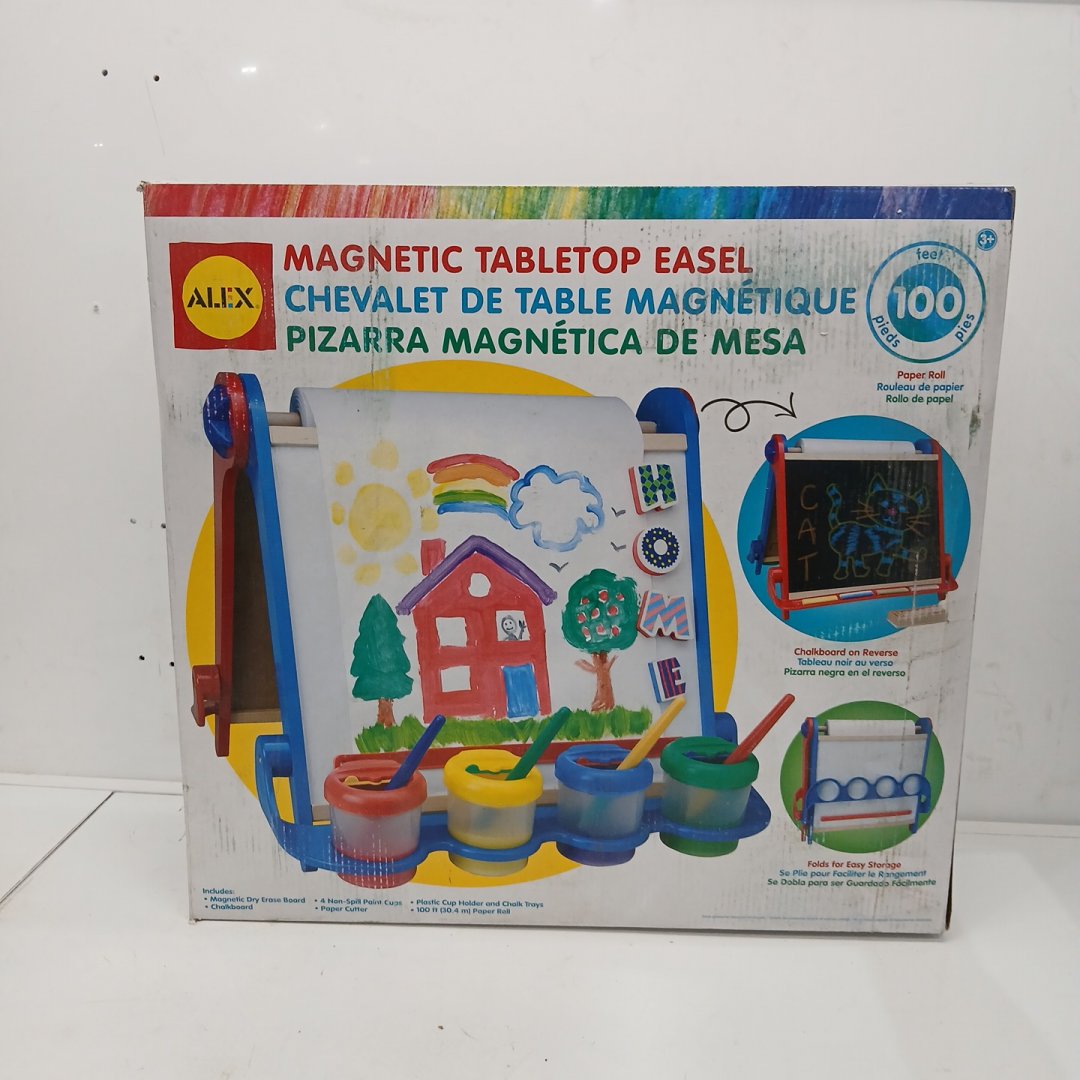 ALEX
MAGNETIC TABLETOP EASEL
CHEVALET DE TABLE MAGNÉTIQUE
PIZARRA MAGNÉTICA DE MESA
3+
feet
100
pieds
pies
Paper Roll
Rouleau de papier
Rollo de papel
H
O
M
E
CAT
Chalkboard on Reverse
Tableau noir au verso
Pizarra negra en el reverso
Folds for Easy Storage
Se Plie pour Faciliter le Rangement
Se Dobla para ser Guardado Fácilmente
Includes:
• Magnetic Dry Erase Board • 4 Non-Spill Paint Cups • Plastic Cup Holder and Chalk Trays
• Chalkboard • Paper Cutter • 100 ft (30.4 m) Paper Roll